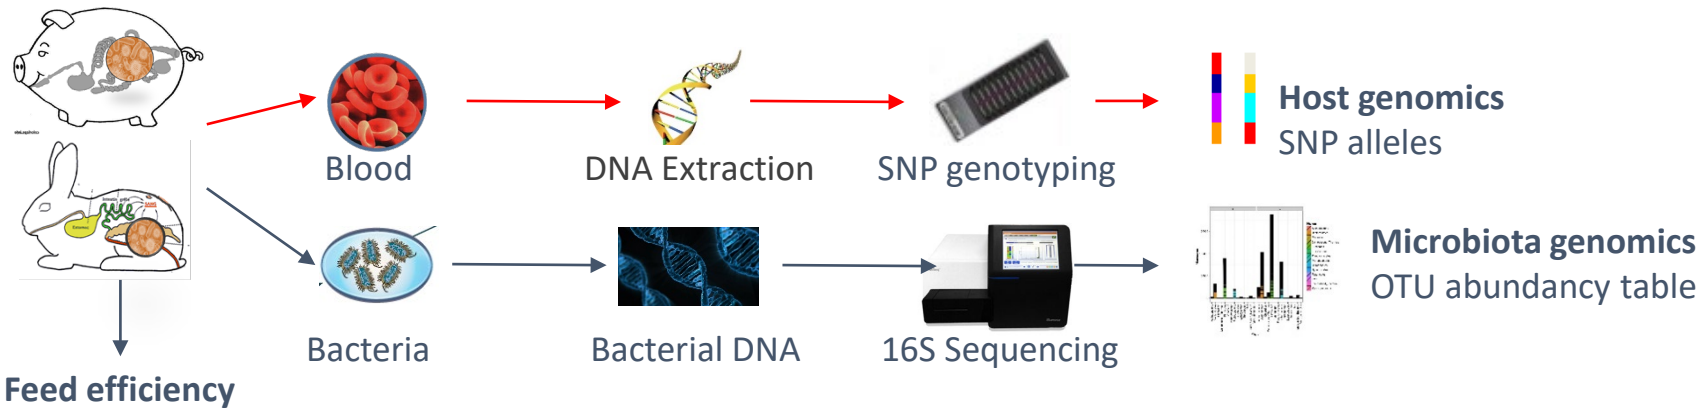 Blood
DNA Extraction
SNP genotyping
Host genomics
SNP alleles
Bacteria
Bacterial DNA
16S Sequencing
Microbiota genomics
OTU abundancy table
Feed efficiency